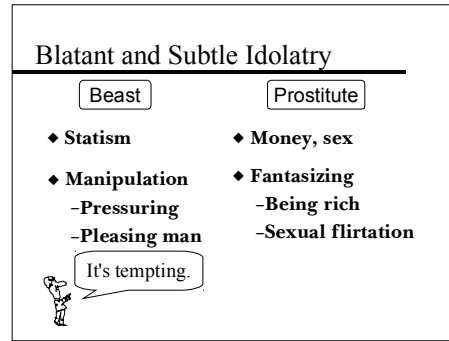 Blatant and Subtle Idolatry
Beast
◆ Statism
◆ Manipulation
–Pressuring
–Pleasing man
Prostitute
◆ Money, sex
◆ Fantasizing
–Being rich
–Sexual flirtation
It's tempting.